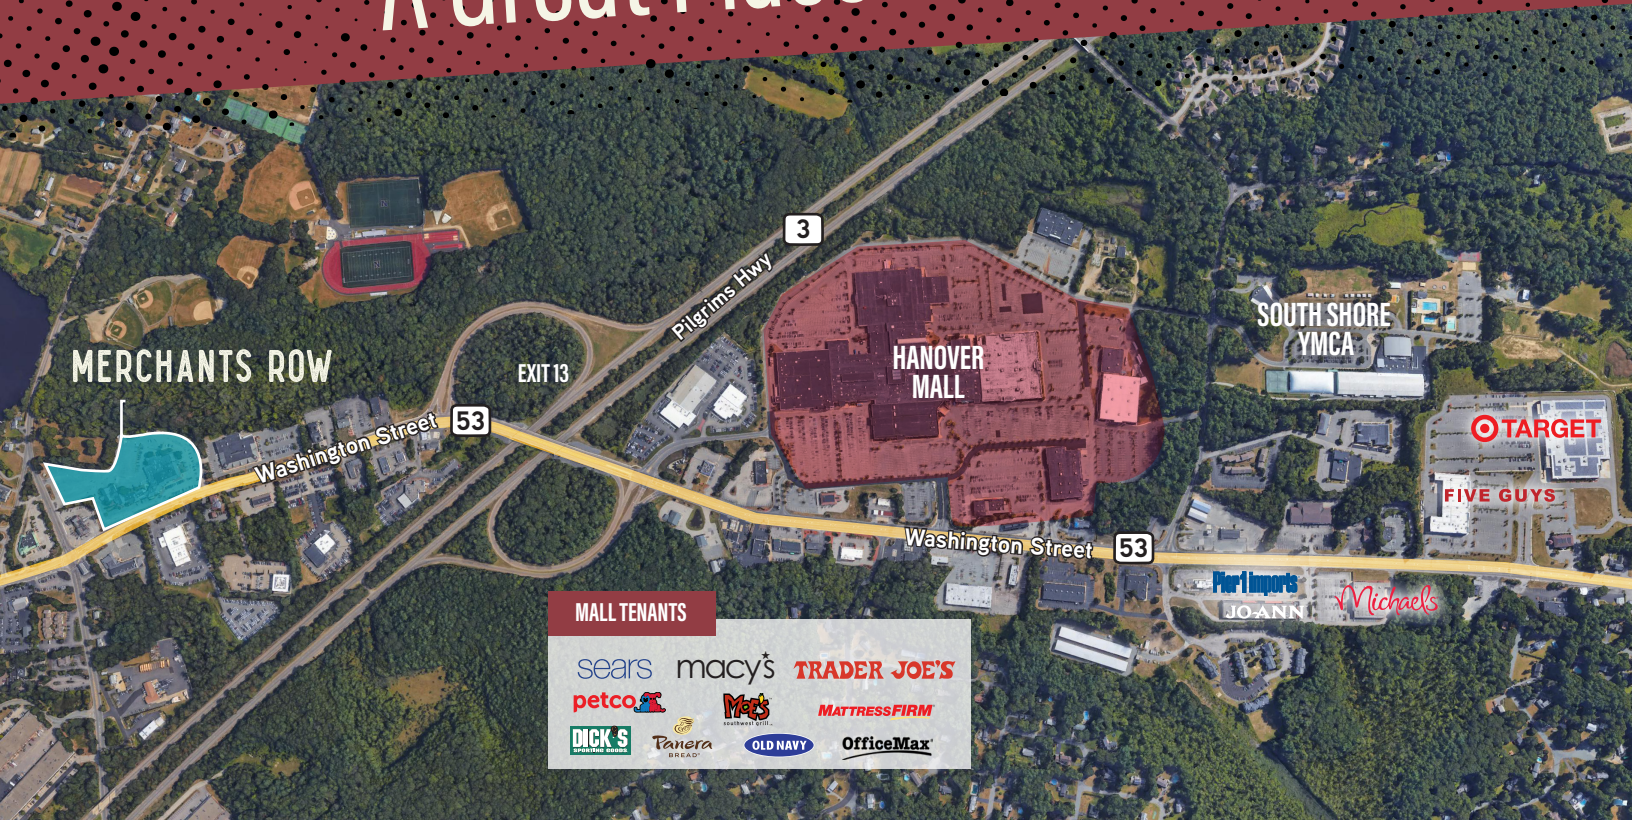 A Great Place
3
Pilgrims Hwy
SOUTH SHORE
YMCA
MERCHANTS ROW
EXIT 13
HANOVER
MALL
53
Washington Street
TARGET
FIVE GUYS
Washington Street
53
Pier 1 imports
JO-ANN
Michaels
MALL TENANTS
sears macy's TRADER JOE'S
petco MOE'S southwest grill MATTRESSFIRM
DICK'S SPORTING GOODS Panera BREAD® OLD NAVY OfficeMax®